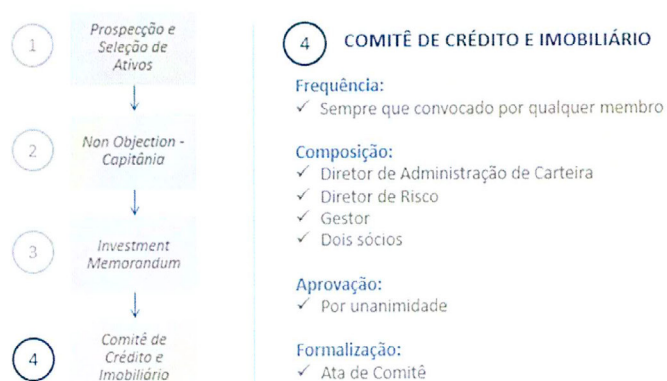 1
Prospecção e
Seleção de
Ativos
2
Non Objection -
Capitânia
3
Investment
Memorandum
4
Comitê de
Crédito e
Imobiliário
4 COMITÊ DE CRÉDITO E IMOBILIÁRIO
Frequência:
✓ Sempre que convocado por qualquer membro
Composição:
✓ Diretor de Administração de Carteira
✓ Diretor de Risco
✓ Gestor
✓ Dois sócios
Aprovação:
✓ Por unanimidade
Formalização:
✓ Ata de Comitê